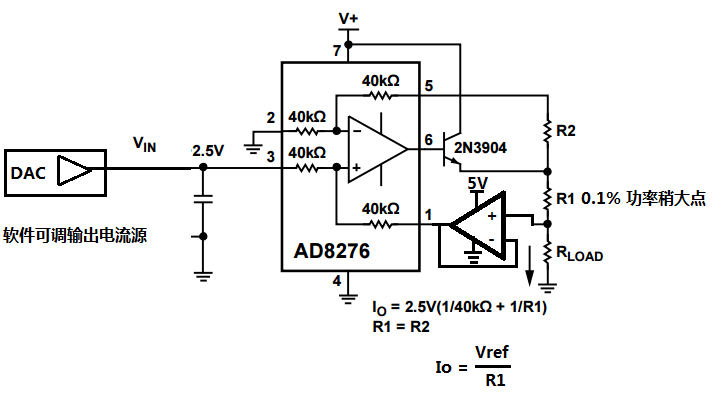 V+
7
40kΩ
5
2
40kΩ
R2
6
2N3904
VIN
2.5V
3
40kΩ
DAC
5V
R1 0.1% 功率稍大点
+
-
40kΩ
1
软件可调输出电流源
AD8276
RLOAD
4
IO = 2.5V(1/40kΩ + 1/R1)
R1 = R2
Io = Vref
R1